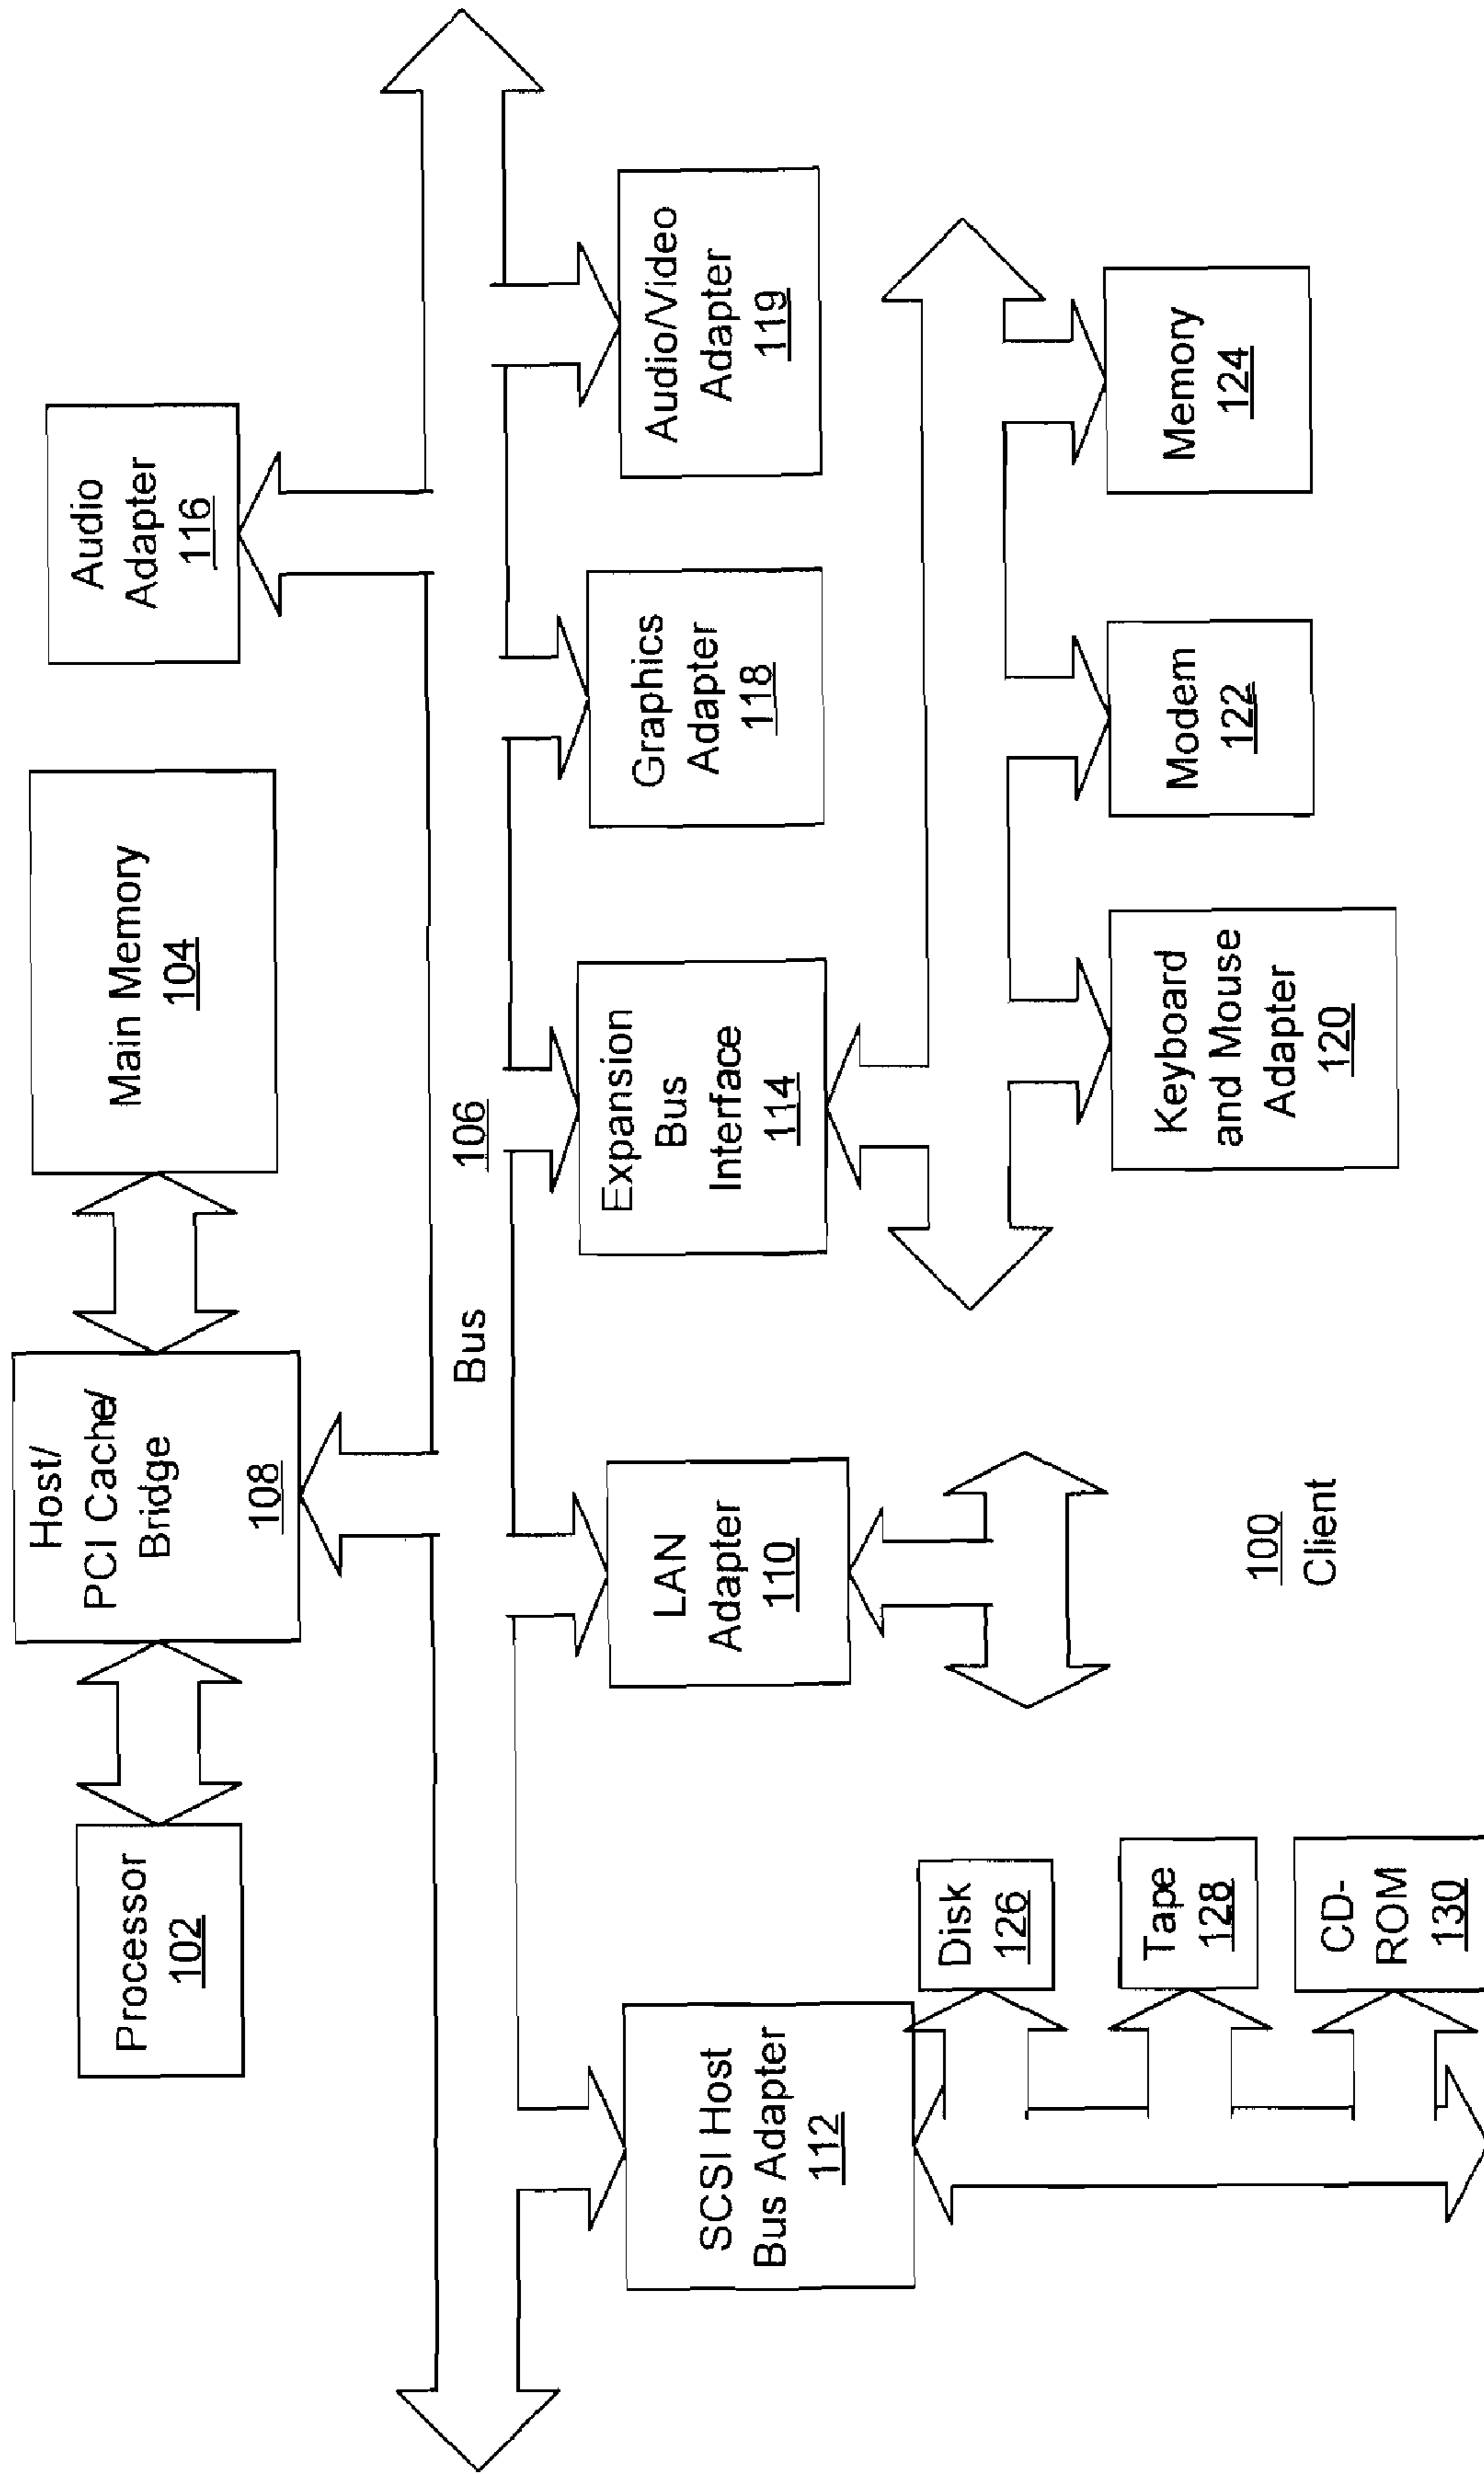 Processor
102
Host/
PCI Cache/
Bridge
108
Main Memory
104
Audio
Adapter
116
Bus
106
SCSI Host
Bus Adapter
112
LAN
Adapter
110
Expansion
Bus
Interface
114
Graphics
Adapter
118
Audio/Video
Adapter
119
Disk
126
Tape
128
CD-
ROM
130
100
Client
Keyboard
and Mouse
Adapter
120
Modem
122
Memory
124